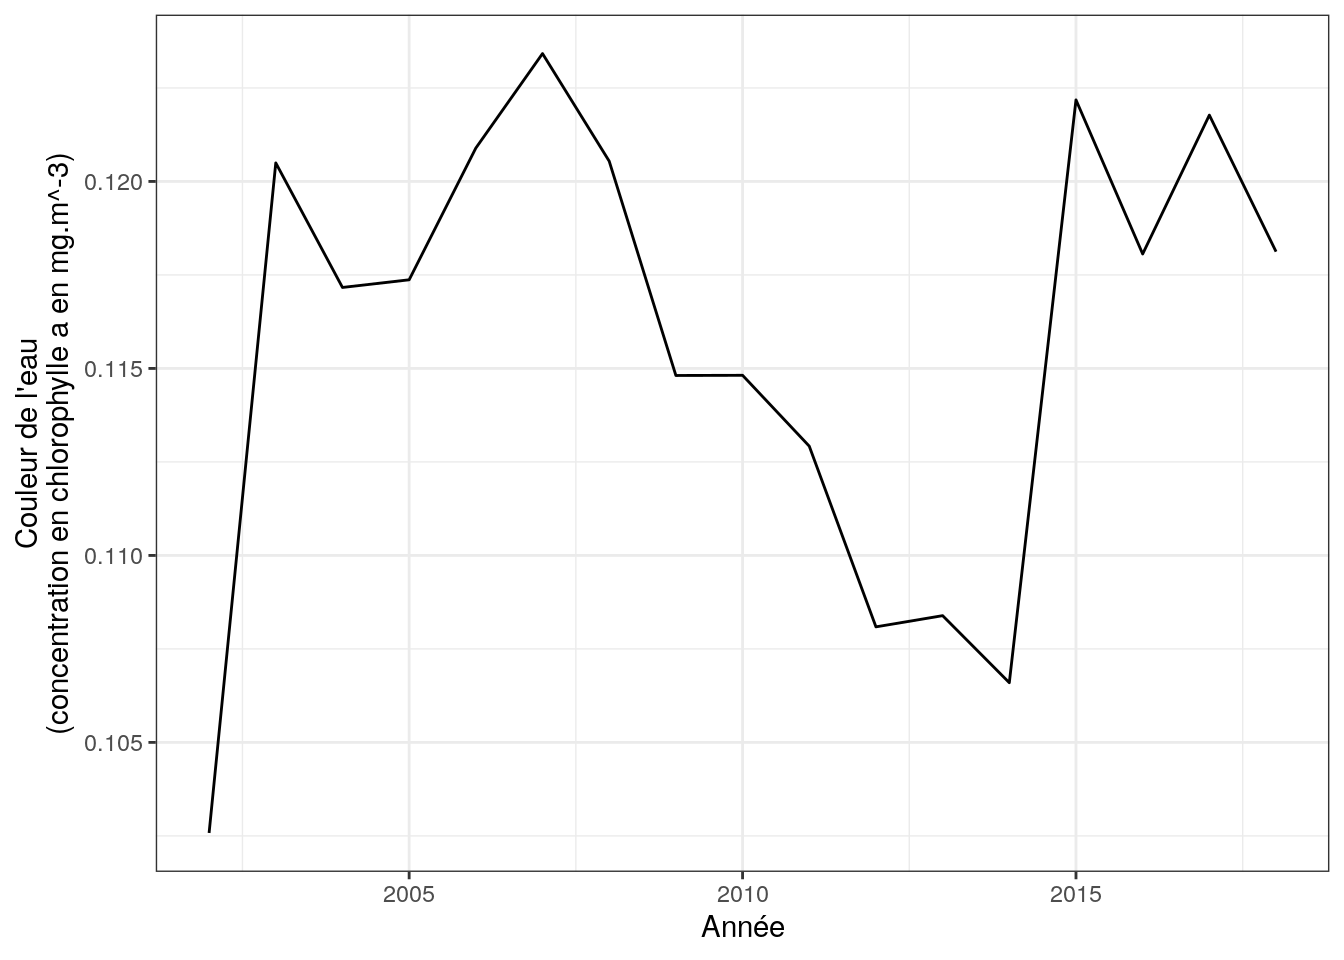 Couleur de l'eau
(concentration en chlorophylle a en mg.m^-3)
0.120
0.115
0.110
0.105
2005
2010
2015
Année